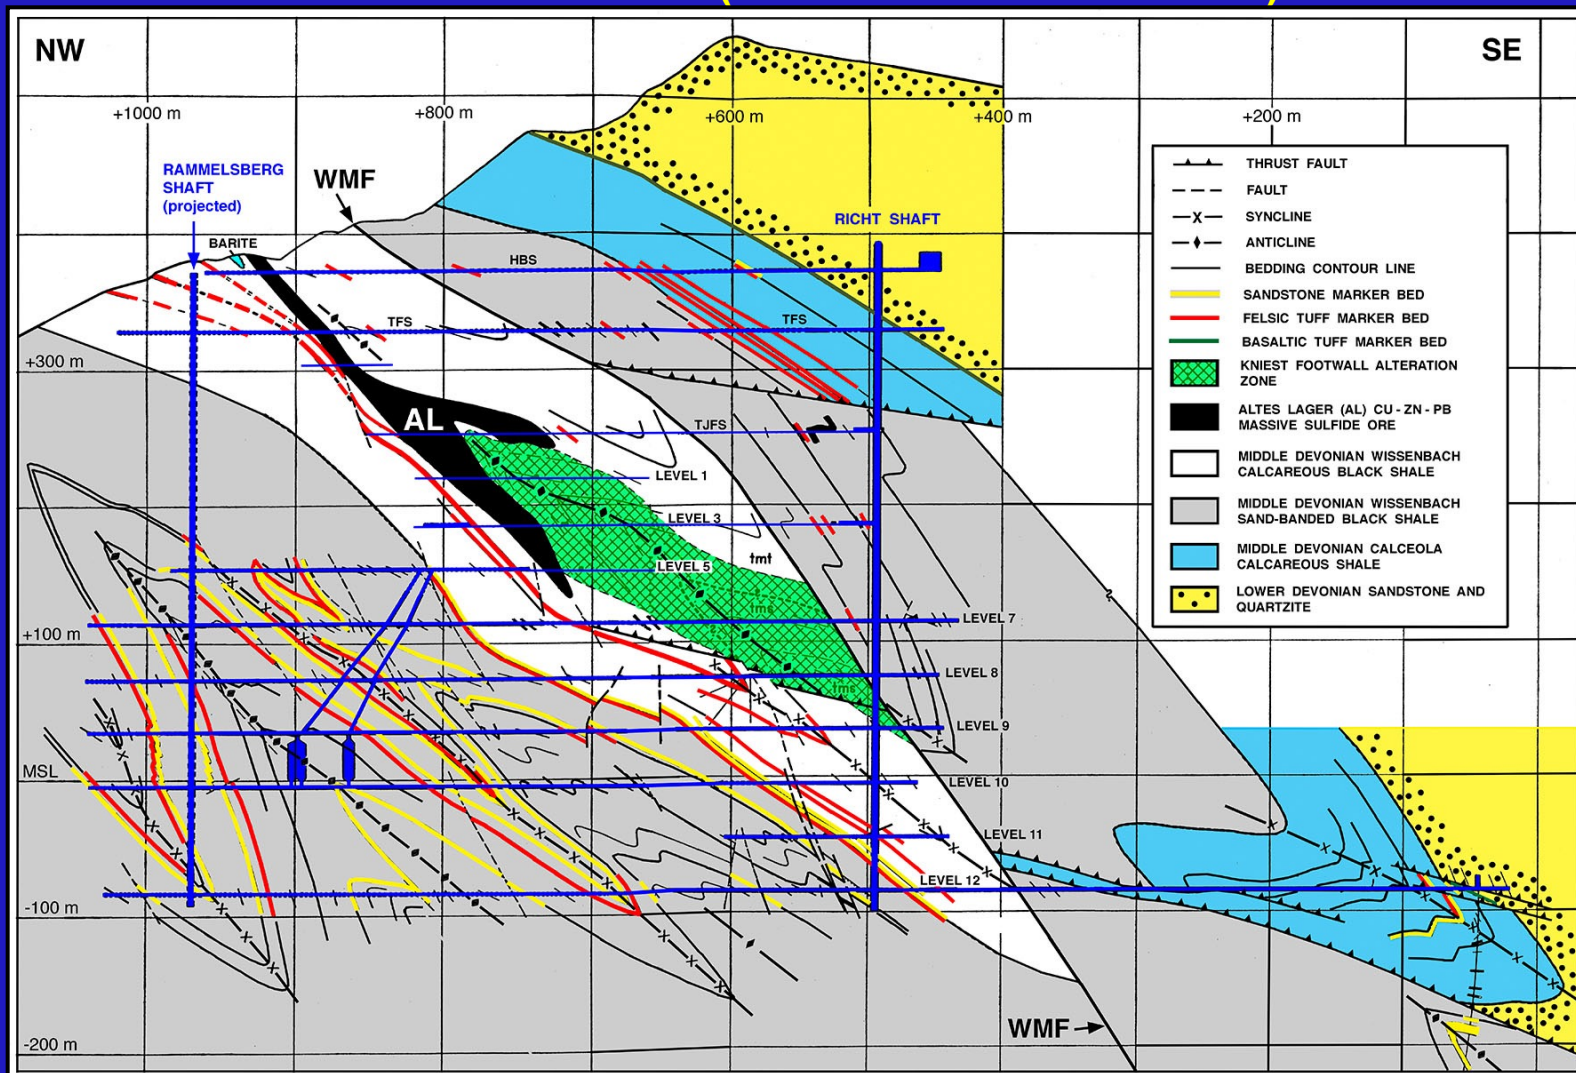 NW
SE
+1000 m
+800 m
+600 m
+400 m
+200 m
RAMMELSBERG
SHAFT
(projected)
WMF
BARITE
HBS
RICHT SHAFT
TFS
TFS
+300 m
AL
TJFS
LEVEL 1
LEVEL 3
tmt
LEVEL 5
tms
LEVEL 7
+100 m
LEVEL 8
tms
LEVEL 9
MSL
LEVEL 10
LEVEL 11
LEVEL 12
-100 m
WMF
-200 m
THRUST FAULT
FAULT
X
SYNCLINE
ANTICLINE
BEDDING CONTOUR LINE
SANDSTONE MARKER BED
FELSIC TUFF MARKER BED
BASALTIC TUFF MARKER BED
KNIEST FOOTWALL ALTERATION
ZONE
ALTES LAGER (AL) CU - ZN - PB
MASSIVE SULFIDE ORE
MIDDLE DEVONIAN WISSENBACH
CALCAREOUS BLACK SHALE
MIDDLE DEVONIAN WISSENBACH
SAND-BANDED BLACK SHALE
MIDDLE DEVONIAN CALCEOLA
CALCAREOUS SHALE
LOWER DEVONIAN SANDSTONE AND
QUARTZITE